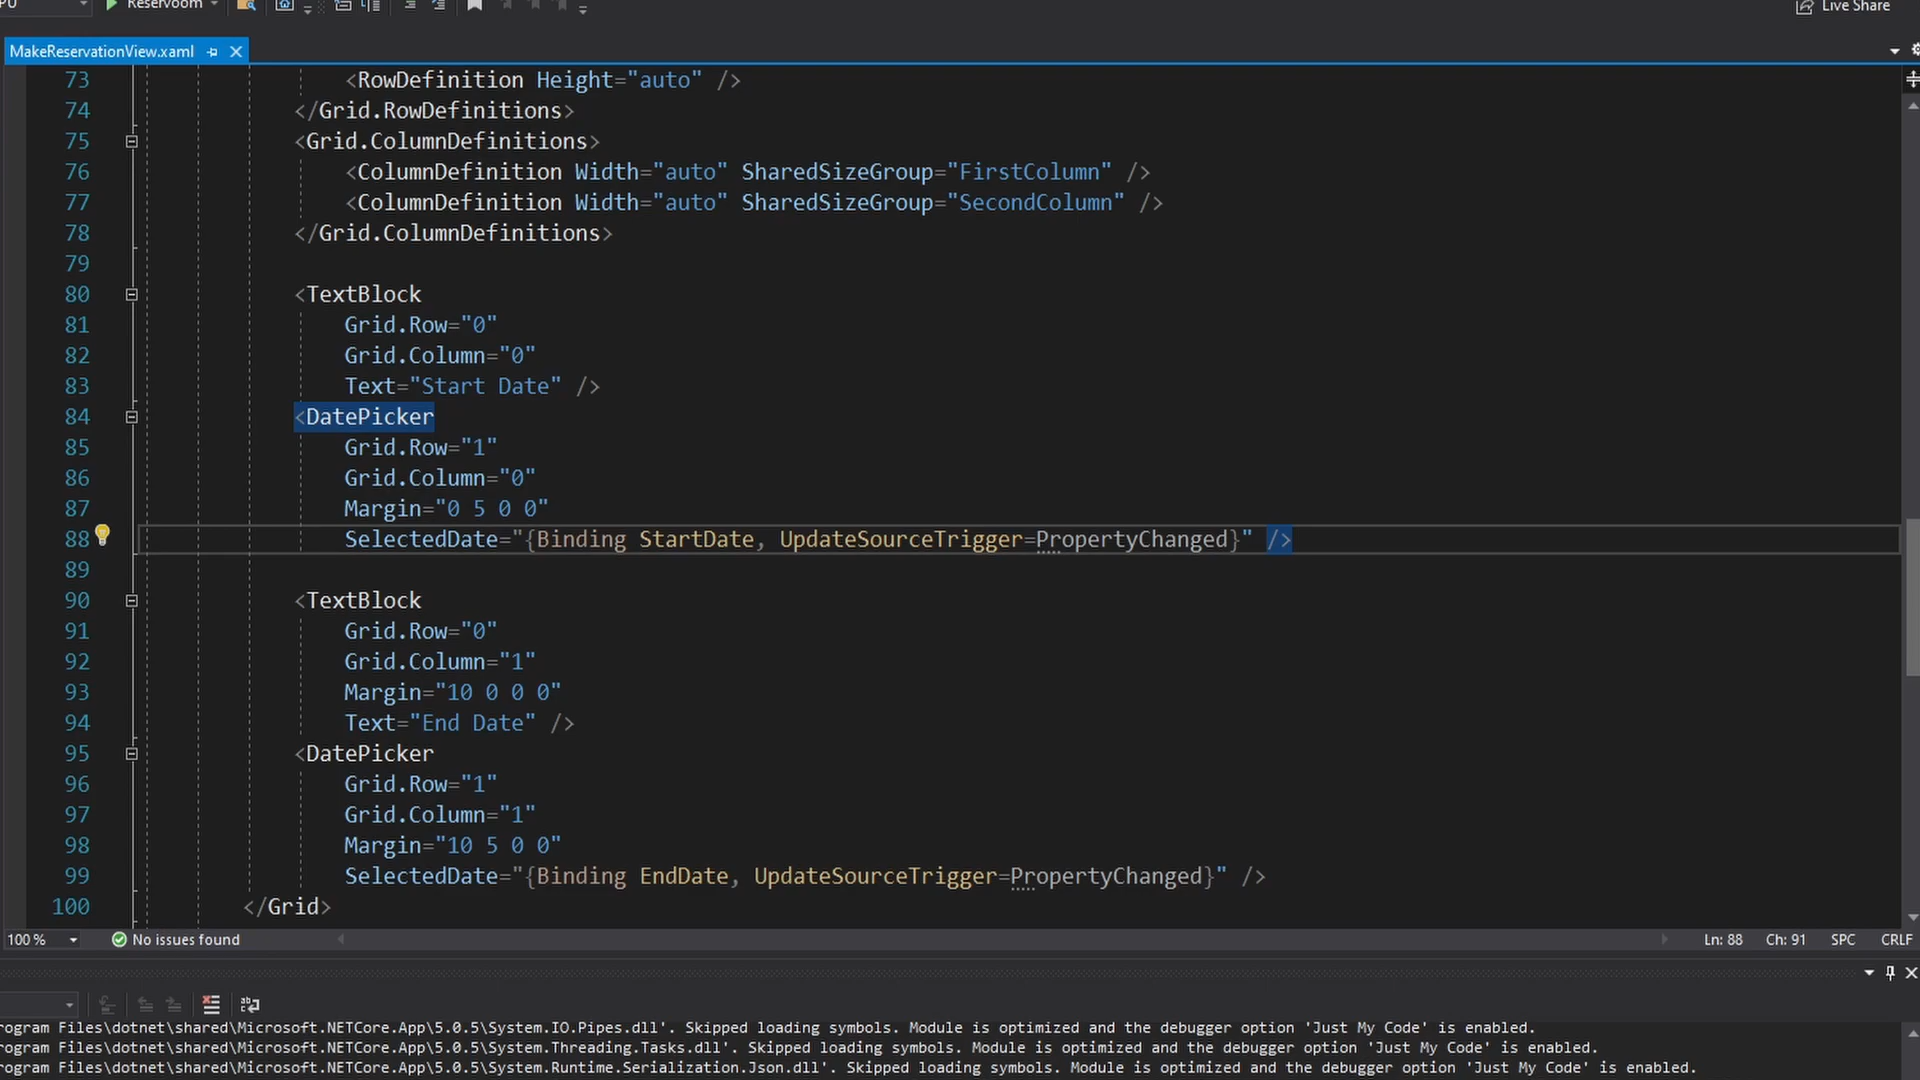 Reservoom
Live Share
MakeReservationView.xaml
73 <RowDefinition Height="auto" />
74 </Grid.RowDefinitions>
75 <Grid.ColumnDefinitions>
76 <ColumnDefinition Width="auto" SharedSizeGroup="FirstColumn" />
77 <ColumnDefinition Width="auto" SharedSizeGroup="SecondColumn" />
78 </Grid.ColumnDefinitions>
79
80 <TextBlock
81 Grid.Row="0"
82 Grid.Column="0"
83 Text="Start Date" />
84 <DatePicker
85 Grid.Row="1"
86 Grid.Column="0"
87 Margin="0 5 0 0"
88 SelectedDate="{Binding StartDate, UpdateSourceTrigger=PropertyChanged}" />
89
90 <TextBlock
91 Grid.Row="0"
92 Grid.Column="1"
93 Margin="10 0 0 0"
94 Text="End Date" />
95 <DatePicker
96 Grid.Row="1"
97 Grid.Column="1"
98 Margin="10 5 0 0"
99 SelectedDate="{Binding EndDate, UpdateSourceTrigger=PropertyChanged}" />
100 </Grid>
100 % No issues found Ln: 88 Ch: 91 SPC CRLF
rogram Files\dotnet\shared\Microsoft.NETCore.App\5.0.5\System.IO.Pipes.dll'. Skipped loading symbols. Module is optimized and the debugger option 'Just My Code' is enabled.
rogram Files\dotnet\shared\Microsoft.NETCore.App\5.0.5\System.Threading.Tasks.dll'. Skipped loading symbols. Module is optimized and the debugger option 'Just My Code' is enabled.
rogram Files\dotnet\shared\Microsoft.NETCore.App\5.0.5\System.Runtime.Serialization.Json.dll'. Skipped loading symbols. Module is optimized and the debugger option 'Just My Code' is enabled.